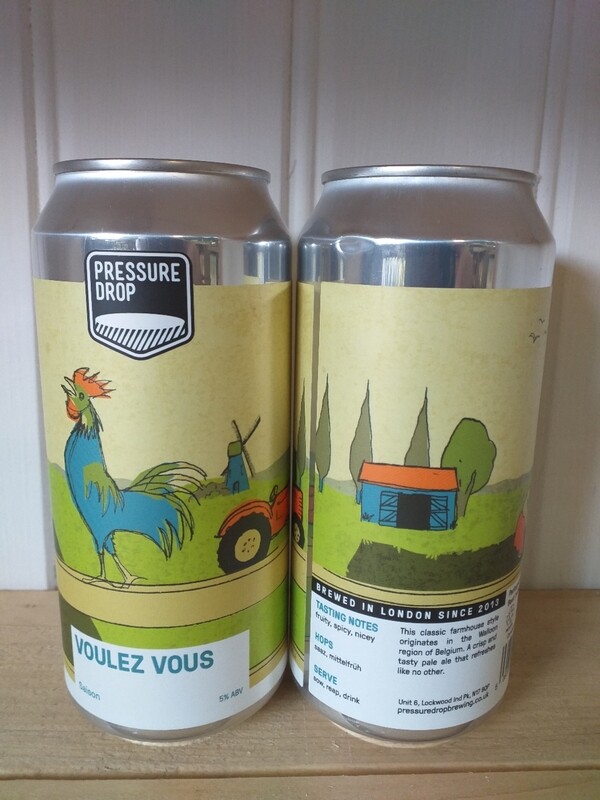 PRESSURE
DROP
VOULEZ VOUS
Saison
5% ABV
BREWED IN LONDON SINCE 2013
TASTING NOTES
fruity, spicy, nicey
HOPS
saaz, mittelfrüh
SERVE
sow, reap, drink
This classic farmhouse style
originates in the Walloon
region of Belgium. A crisp and
tasty pale ale that refreshes
like no other.
Unit 6, Lockwood Ind Pk, N17 9QP
pressuredropbrewing.co.uk